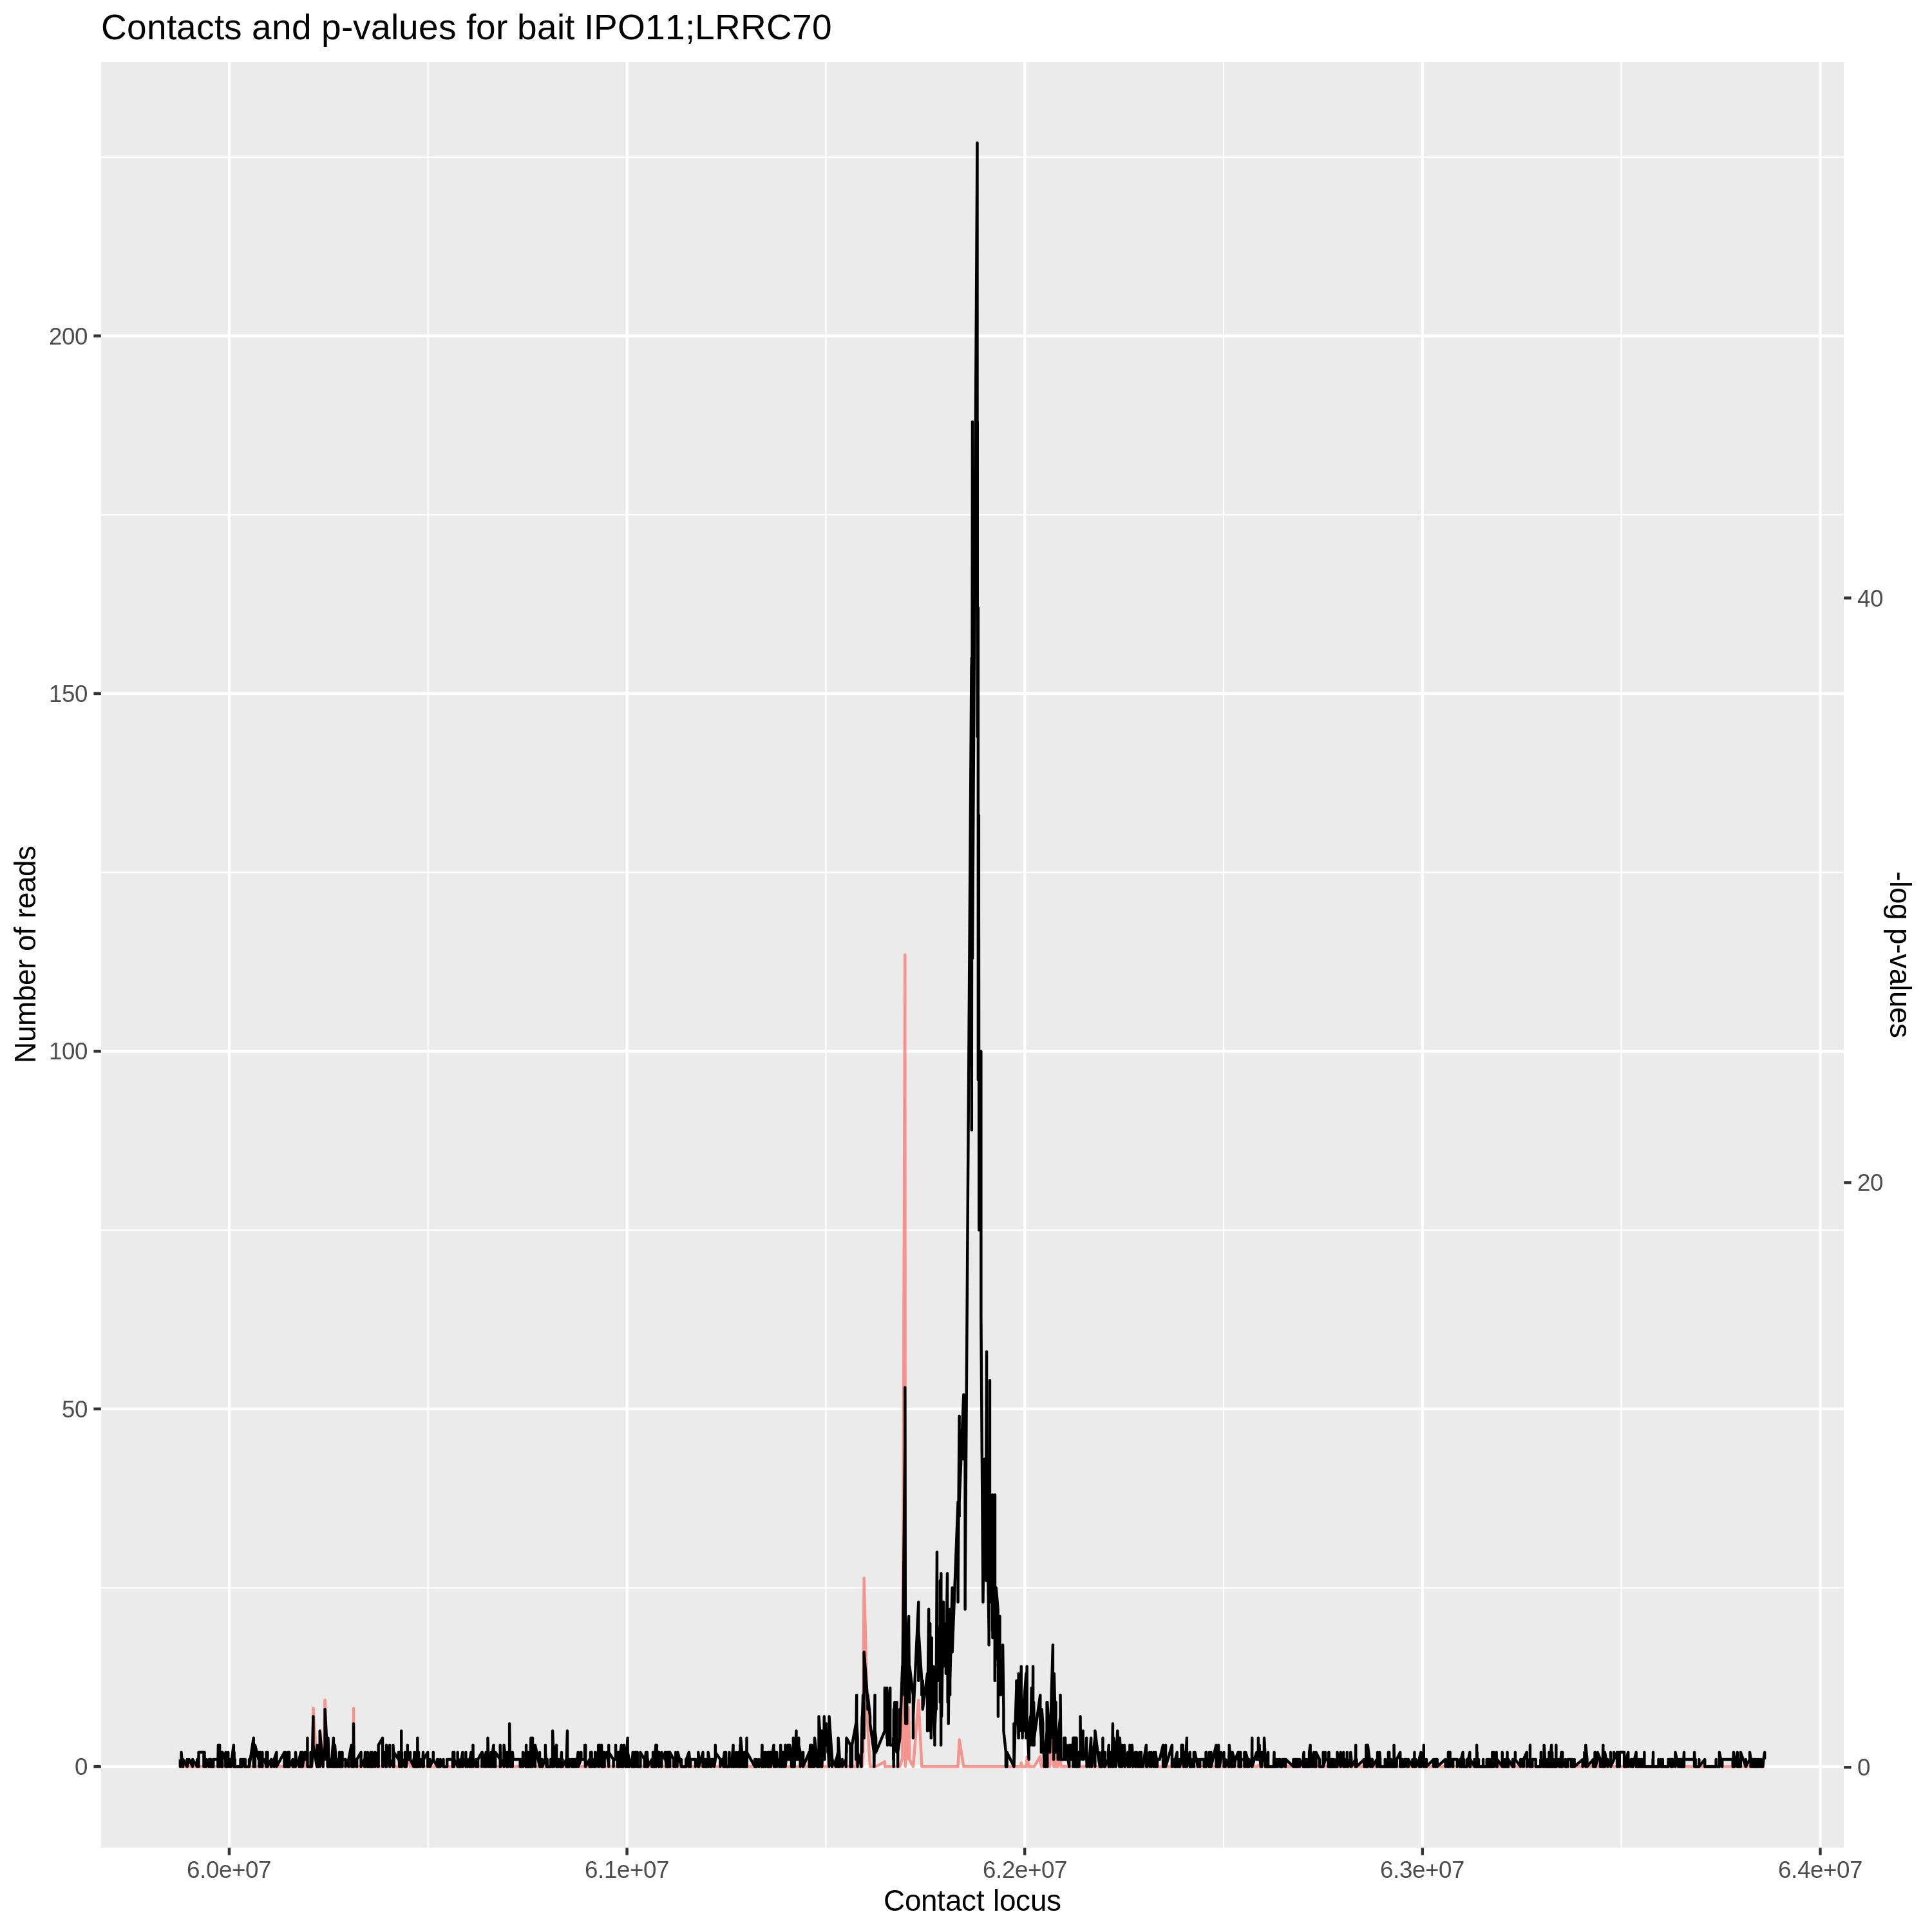 Contacts and p-values for bait IPO11;LRRC70
Number of reads
200
150
100
50
0
40
20
0
-log p-values
6.0e+07
6.1e+07
6.2e+07
6.3e+07
6.4e+07
Contact locus